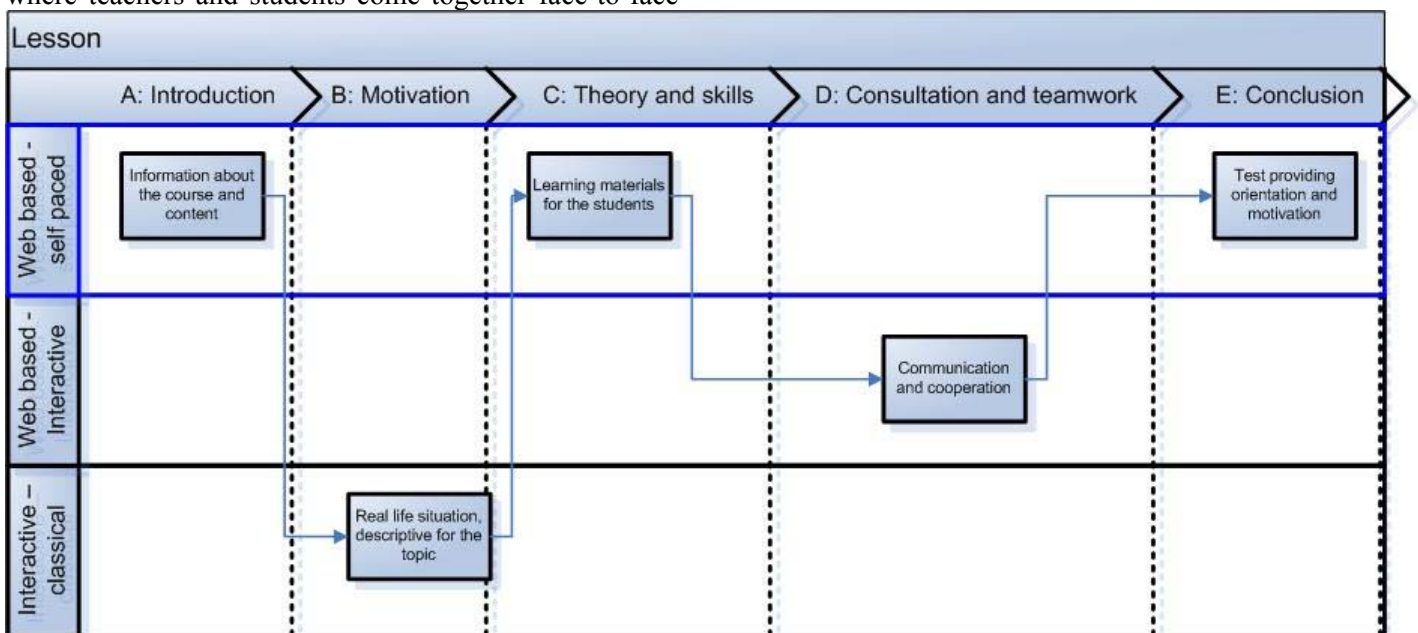 where teachers and students come together face to face
Lesson
A: Introduction
B: Motivation
C: Theory and skills
D: Consultation and teamwork
E: Conclusion
Web based -
self paced
Information about
the course and
content
Learning materials
for the students
Test providing
orientation and
motivation
Web based -
Interactive
Communication
and cooperation
Interactive –
classical
Real life situation,
descriptive for the
topic